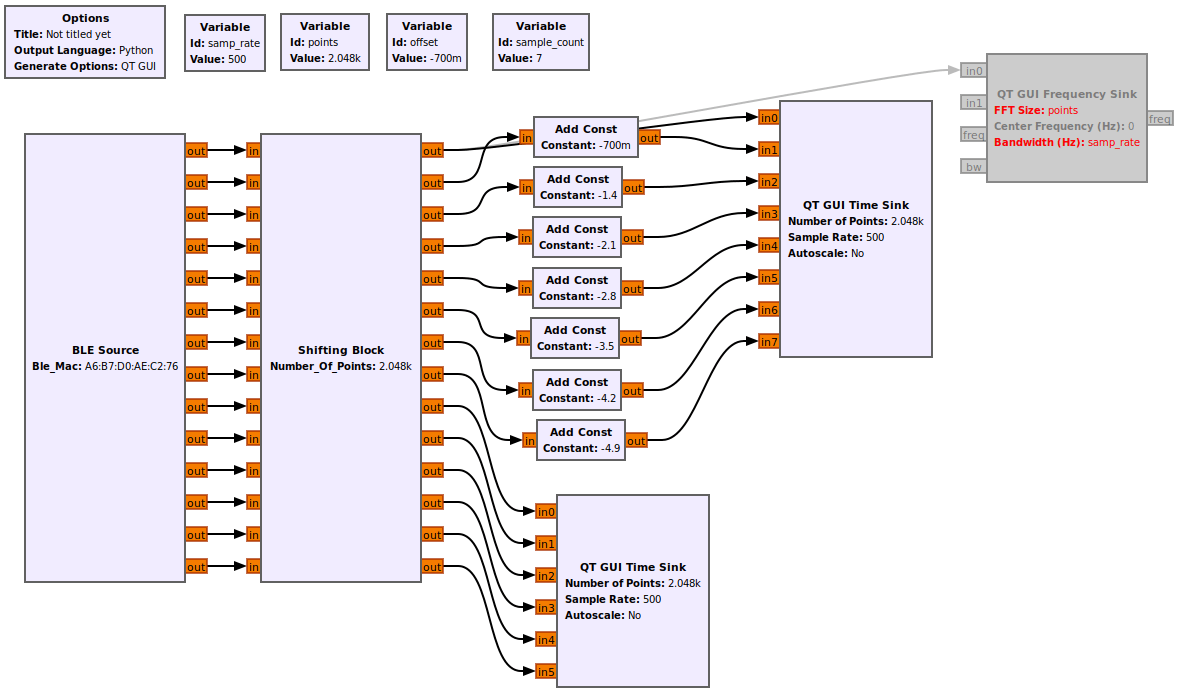 Options
Title: Not titled yet
Output Language: Python
Generate Options: QT GUI
Variable
Id: samp_rate
Value: 500
Variable
Id: points
Value: 2.048k
Variable
Id: offset
Value: -700m
Variable
Id: sample_count
Value: 7
in0
in1
freq
bw
QT GUI Frequency Sink
FFT Size: points
Center Frequency (Hz): 0
Bandwidth (Hz): samp_rate
freq
BLE Source
Ble_Mac: A6:B7:D0:AE:C2:76
out
out
out
out
out
out
out
out
out
out
out
out
out
out
in
in
in
in
in
in
in
in
in
in
in
in
in
in
Shifting Block
Number_Of_Points: 2.048k
out
out
out
out
out
out
out
out
out
out
out
out
out
out
in
Add Const
Constant: -700m
out
in
Add Const
Constant: -1.4
out
in
Add Const
Constant: -2.1
out
in
Add Const
Constant: -2.8
out
in
Add Const
Constant: -3.5
out
in
Add Const
Constant: -4.2
out
in
Add Const
Constant: -4.9
out
in0
in1
in2
in3
in4
in5
in6
in7
QT GUI Time Sink
Number of Points: 2.048k
Sample Rate: 500
Autoscale: No
in0
in1
in2
in3
in4
in5
QT GUI Time Sink
Number of Points: 2.048k
Sample Rate: 500
Autoscale: No